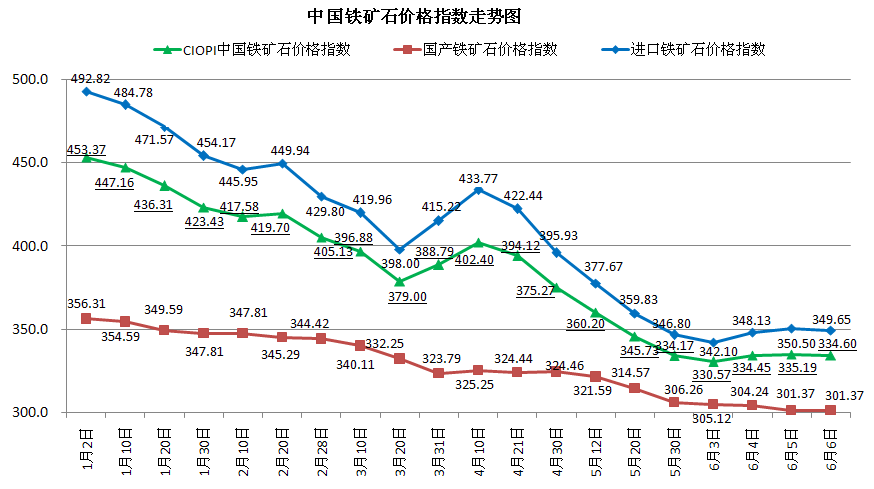 中国铁矿石价格指数走势图
CIOPI中国铁矿石价格指数 国产铁矿石价格指数 进口铁矿石价格指数
500.0
450.0
400.0
350.0
300.0
492.82 484.78 471.57 454.17 445.95 449.94 429.80 419.96 398.00 415.22 433.77 422.44 395.93 377.67 359.83 346.80 342.10 348.13 350.50 349.65
453.37 447.16 436.31 423.43 417.58 419.70 405.13 396.88 379.00 388.79 402.40 394.12 375.27 360.20 345.73 334.17 330.57 334.45 335.19 334.60
356.31 354.59 349.59 347.81 347.81 345.29 344.42 340.11 332.25 323.79 325.25 324.44 324.46 321.59 314.57 306.26 305.12 304.24 301.37 301.37
1月2日 1月10日 1月20日 1月30日 2月10日 2月20日 2月28日 3月10日 3月20日 3月31日 4月10日 4月21日 4月30日 5月12日 5月20日 5月30日 6月3日 6月4日 6月5日 6月6日